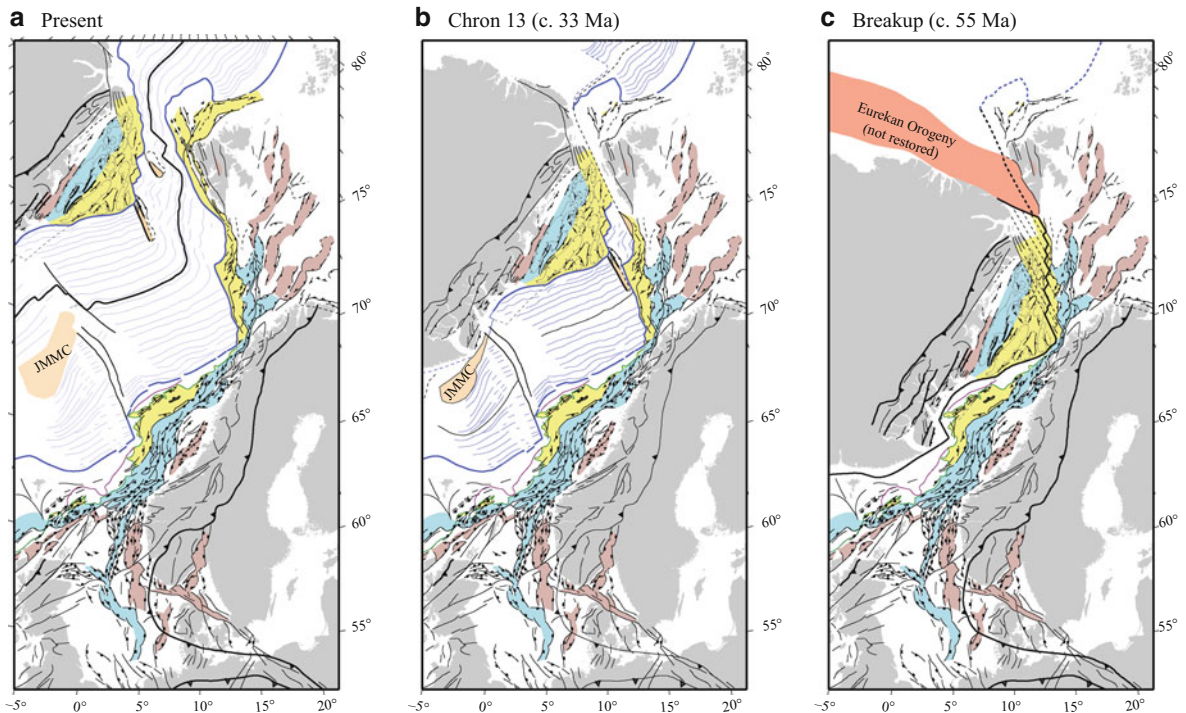 a Present
80°
75°
70°
65°
60°
55°
JMMC
−5° 0° 5° 10° 15° 20°
b Chron 13 (c. 33 Ma)
80°
75°
70°
65°
60°
55°
JMMC
−5° 0° 5° 10° 15° 20°
c Breakup (c. 55 Ma)
Eurekan Orogeny
(not restored)
80°
75°
70°
65°
60°
55°
−5° 0° 5° 10° 15° 20°